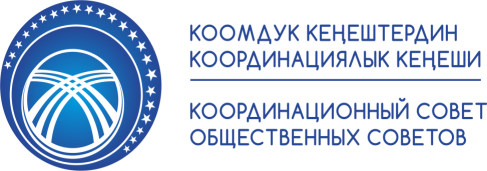 КООМДУК КЕҢЕШТЕРДИН
КООРДИНАЦИЯЛЫК КЕҢЕШИ
КООРДИНАЦИОННЫЙ СОВЕТ
ОБЩЕСТВЕННЫХ СОВЕТОВ